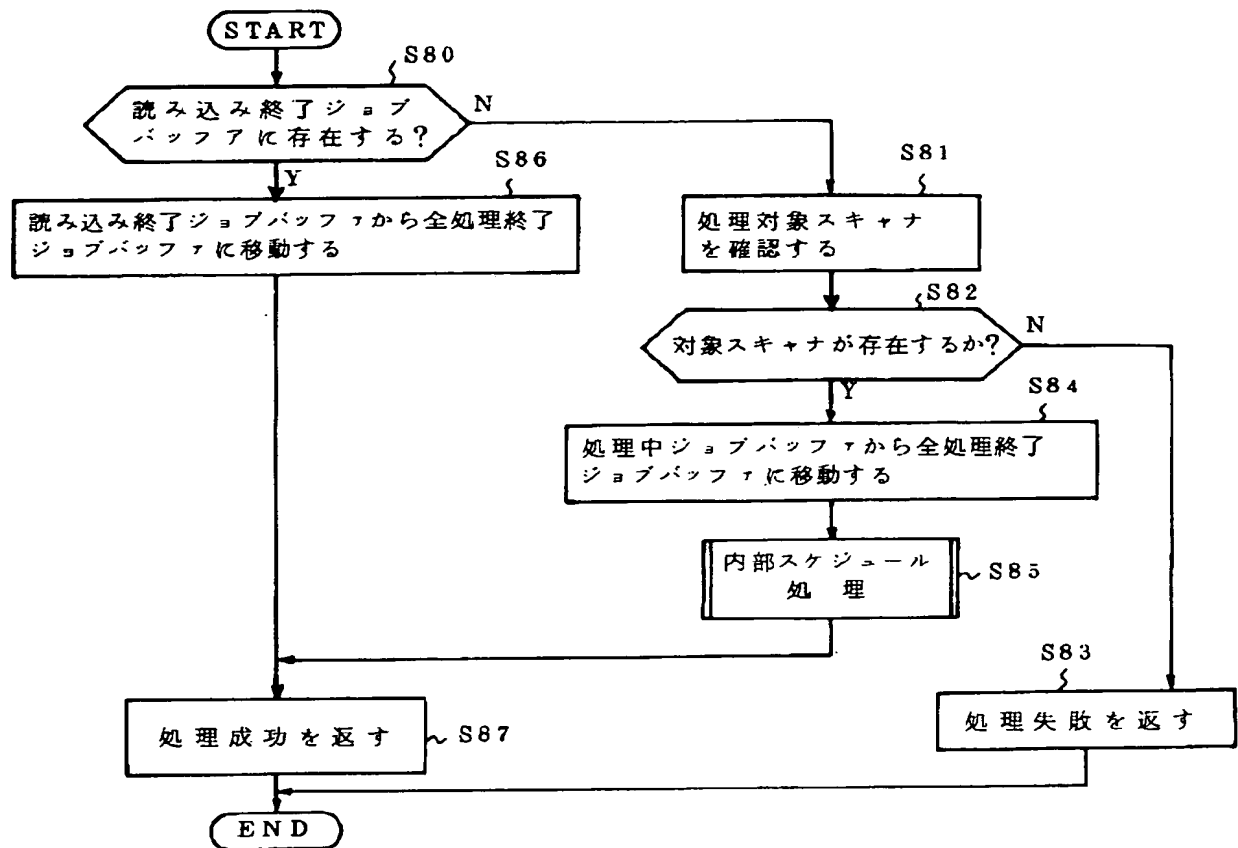 START
S80
読み込み終了ジョブ
バッファに存在する?
N
Y
S86
読み込み終了ジョブバッファから全処理終了
ジョブバッファに移動する
S81
処理対象スキャナ
を確認する
S82
対象スキャナが存在するか?
N
Y
S84
処理中ジョブバッファから全処理終了
ジョブバッファに移動する
内部スケジュール
処理
S85
S83
処理失敗を返す
処理成功を返す
S87
END